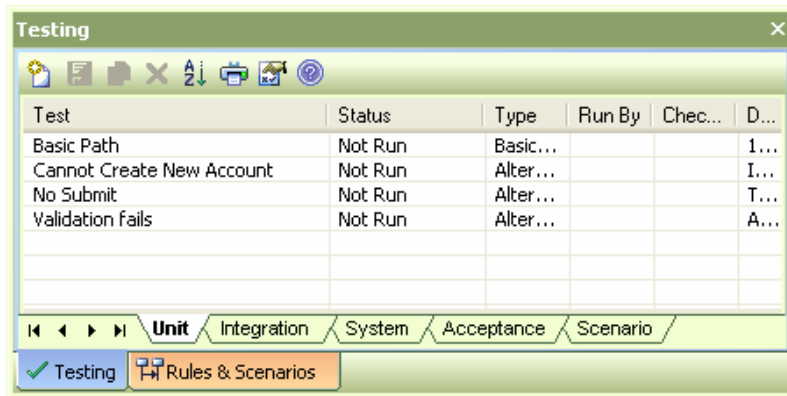 Testing
Test Status Type Run By Chec... D...
Basic Path Not Run Basic... 1...
Cannot Create New Account Not Run Alter... I...
No Submit Not Run Alter... T...
Validation fails Not Run Alter... A...
Unit Integration System Acceptance Scenario
Testing Rules & Scenarios